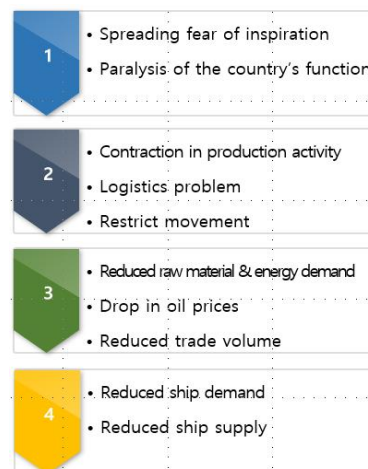 1
• Spreading fear of inspiration
• Paralysis of the country's function
2
• Contraction in production activity
• Logistics problem
• Restrict movement
3
• Reduced raw material & energy demand
• Drop in oil prices
• Reduced trade volume
4
• Reduced ship demand
• Reduced ship supply